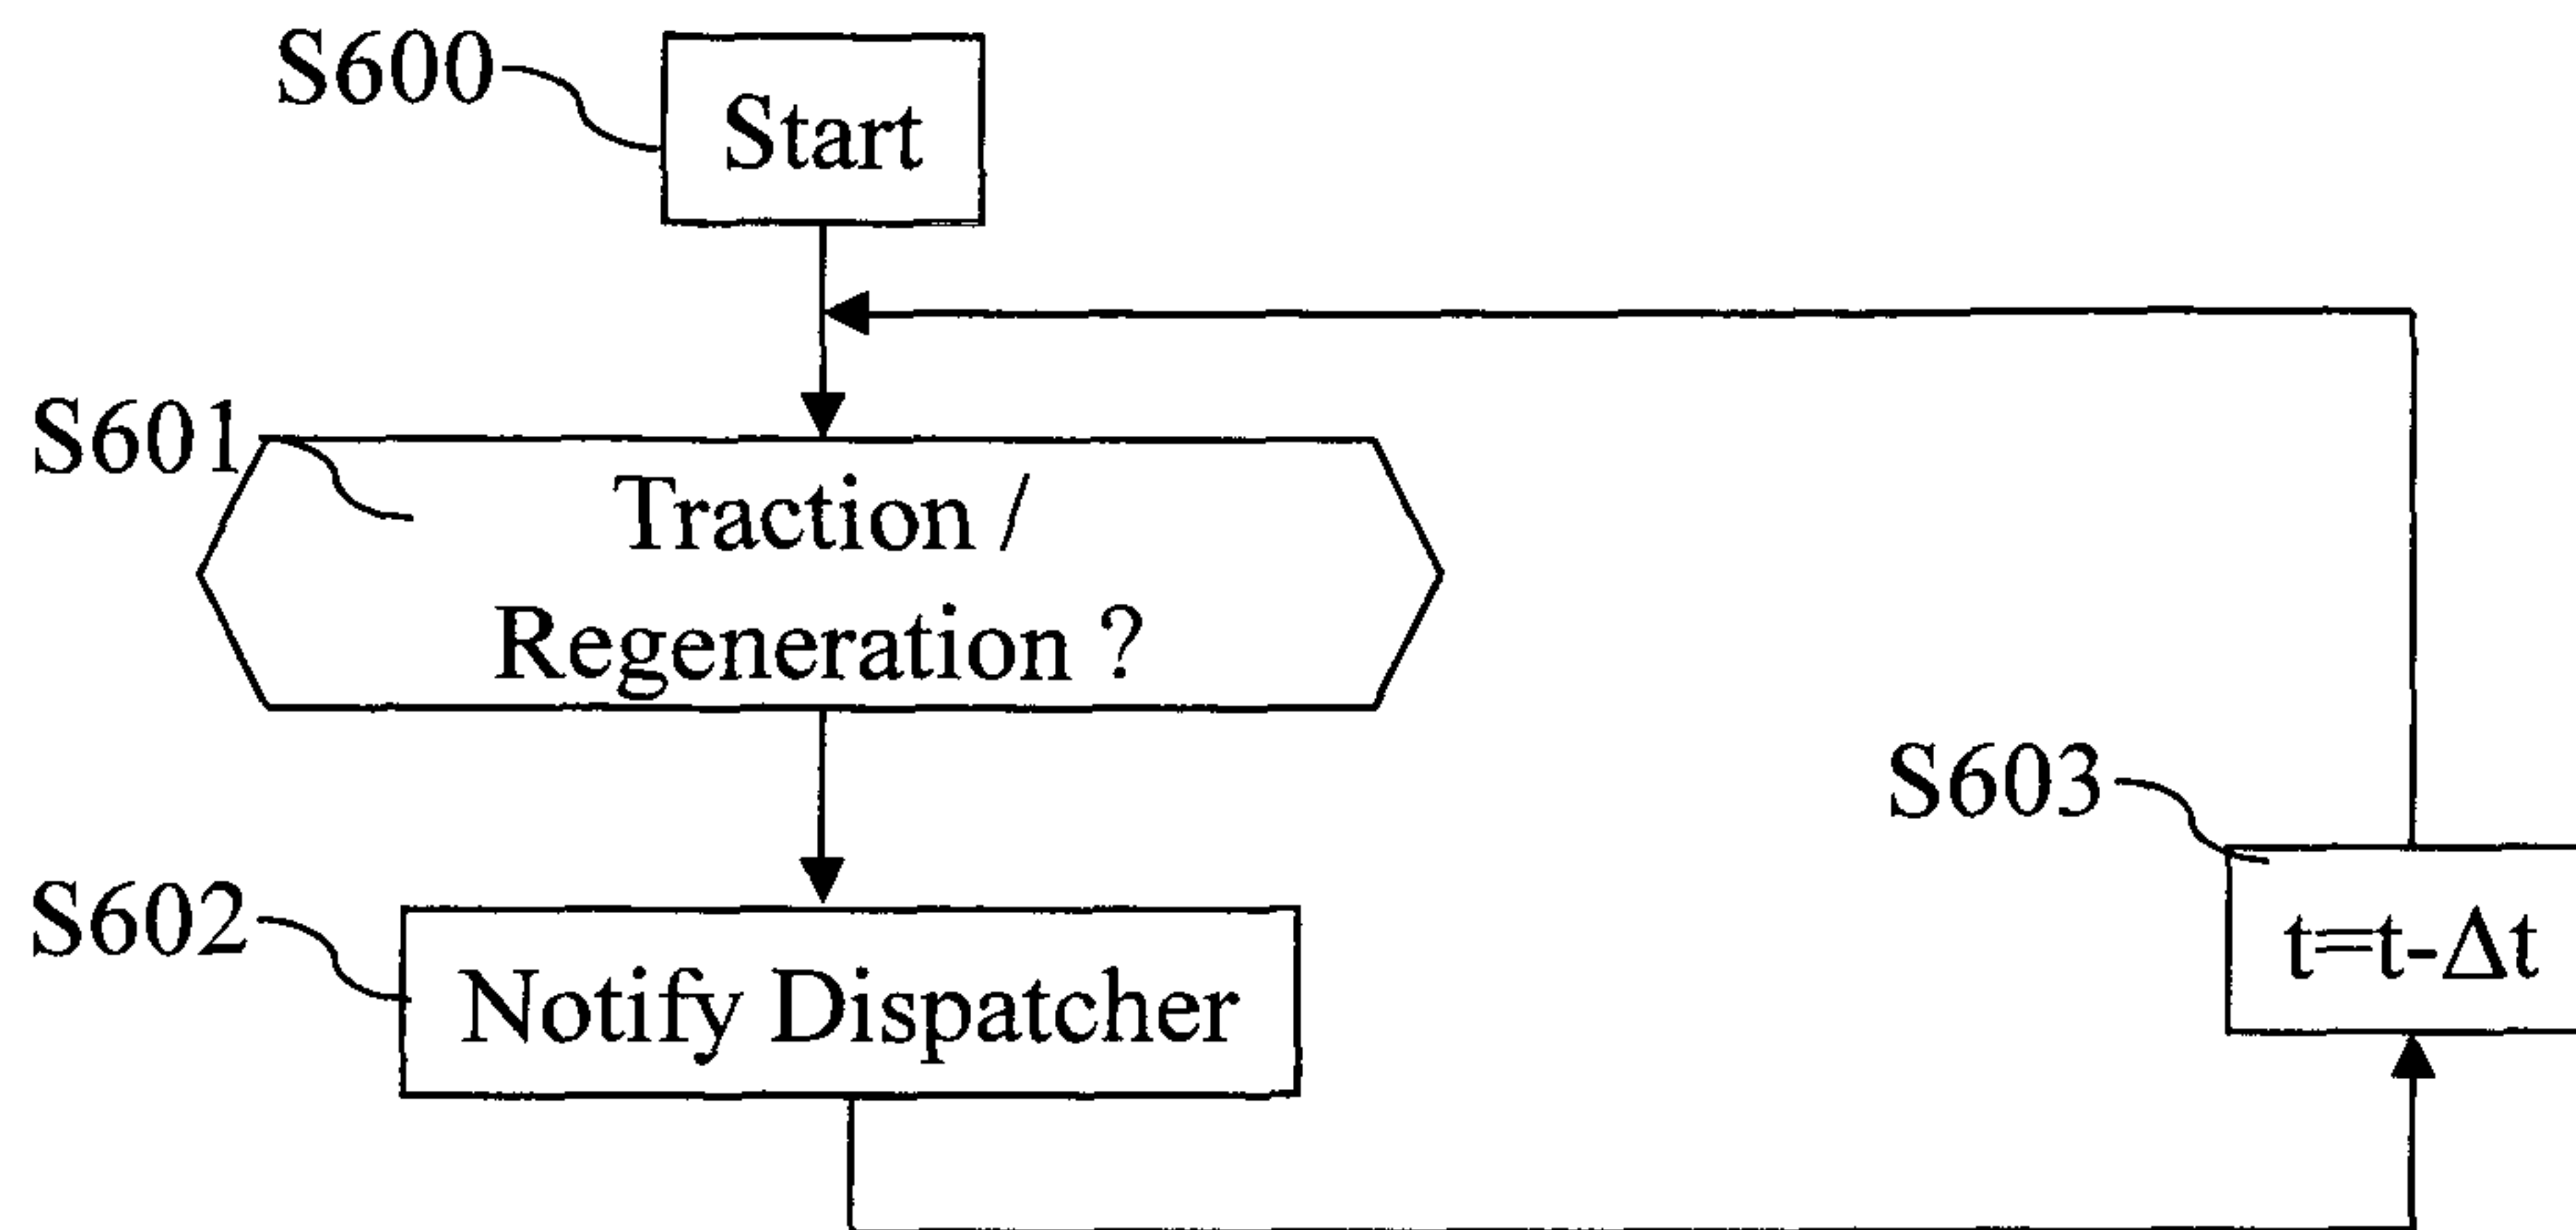 S600
Start
S601
Traction /
Regeneration ?
S603
t=t-Δt
S602
Notify Dispatcher